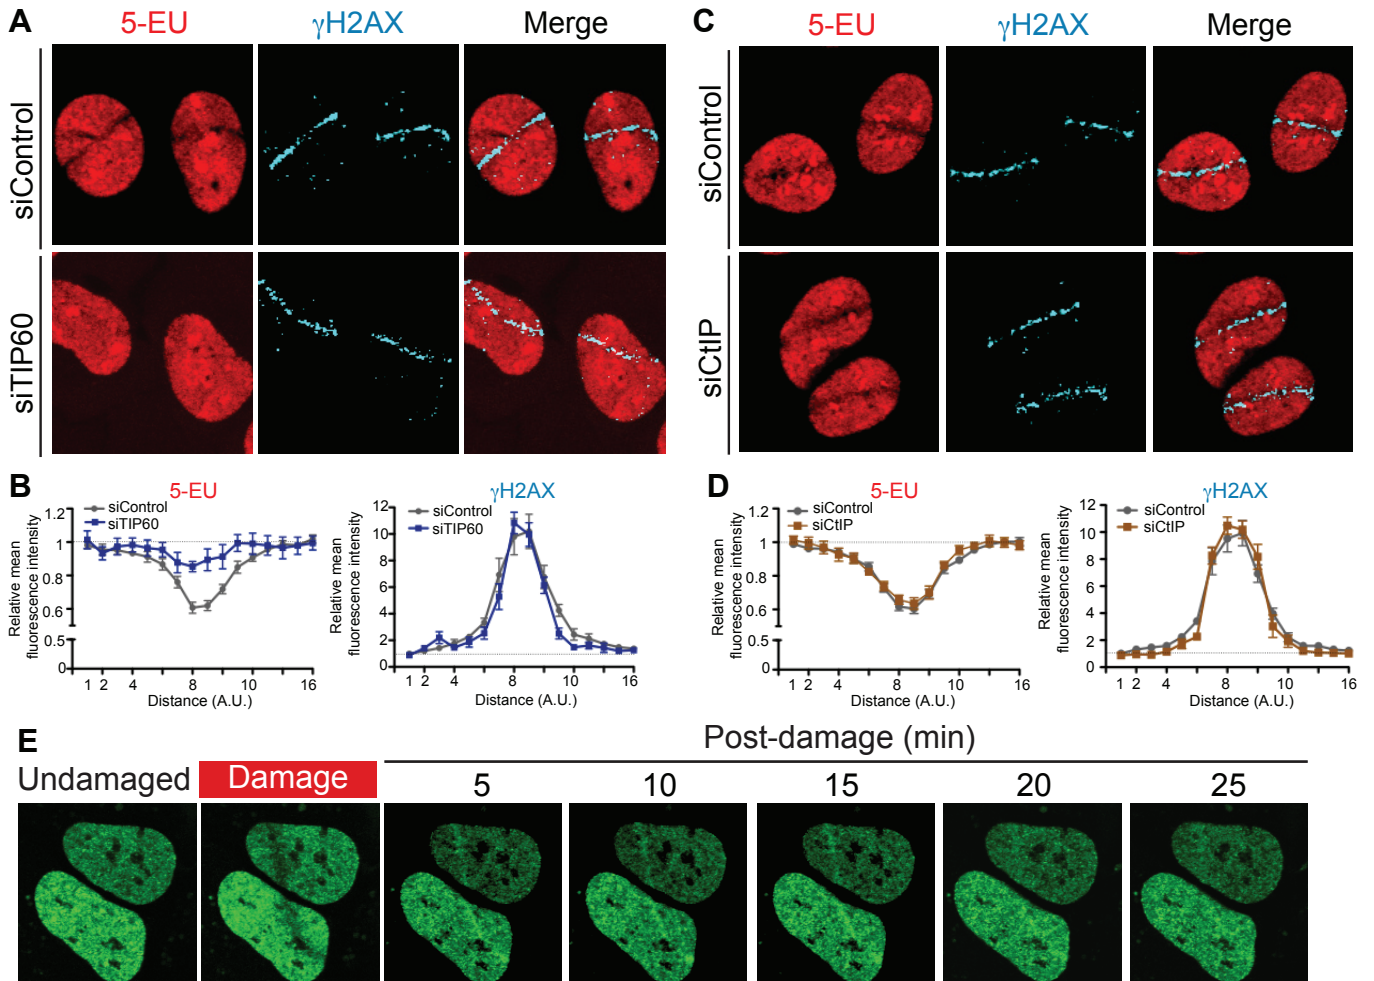 A
5-EU
γH2AX
Merge
siControl
siTIP60
C
5-EU
γH2AX
Merge
siControl
siCtIP
B
5-EU
siControl
siTIP60
Relative mean
fluorescence intensity
1.2
1
0.8
0.6
0.5
0
1 2 4 8 10 16
Distance (A.U.)
γH2AX
siControl
siTIP60
Relative mean
fluorescence intensity
12
10
8
6
4
2
0
1 2 4 8 10 16
Distance (A.U.)
D
5-EU
siControl
siCtIP
Relative mean
fluorescence intensity
1.2
1
0.8
0.6
0.5
0
1 2 4 8 10 16
Distance (A.U.)
γH2AX
siControl
siCtIP
Relative mean
fluorescence intensity
12
10
8
6
4
2
0
1 2 4 8 10 16
Distance (A.U.)
E
Post-damage (min)
Undamaged Damage 5 10 15 20 25